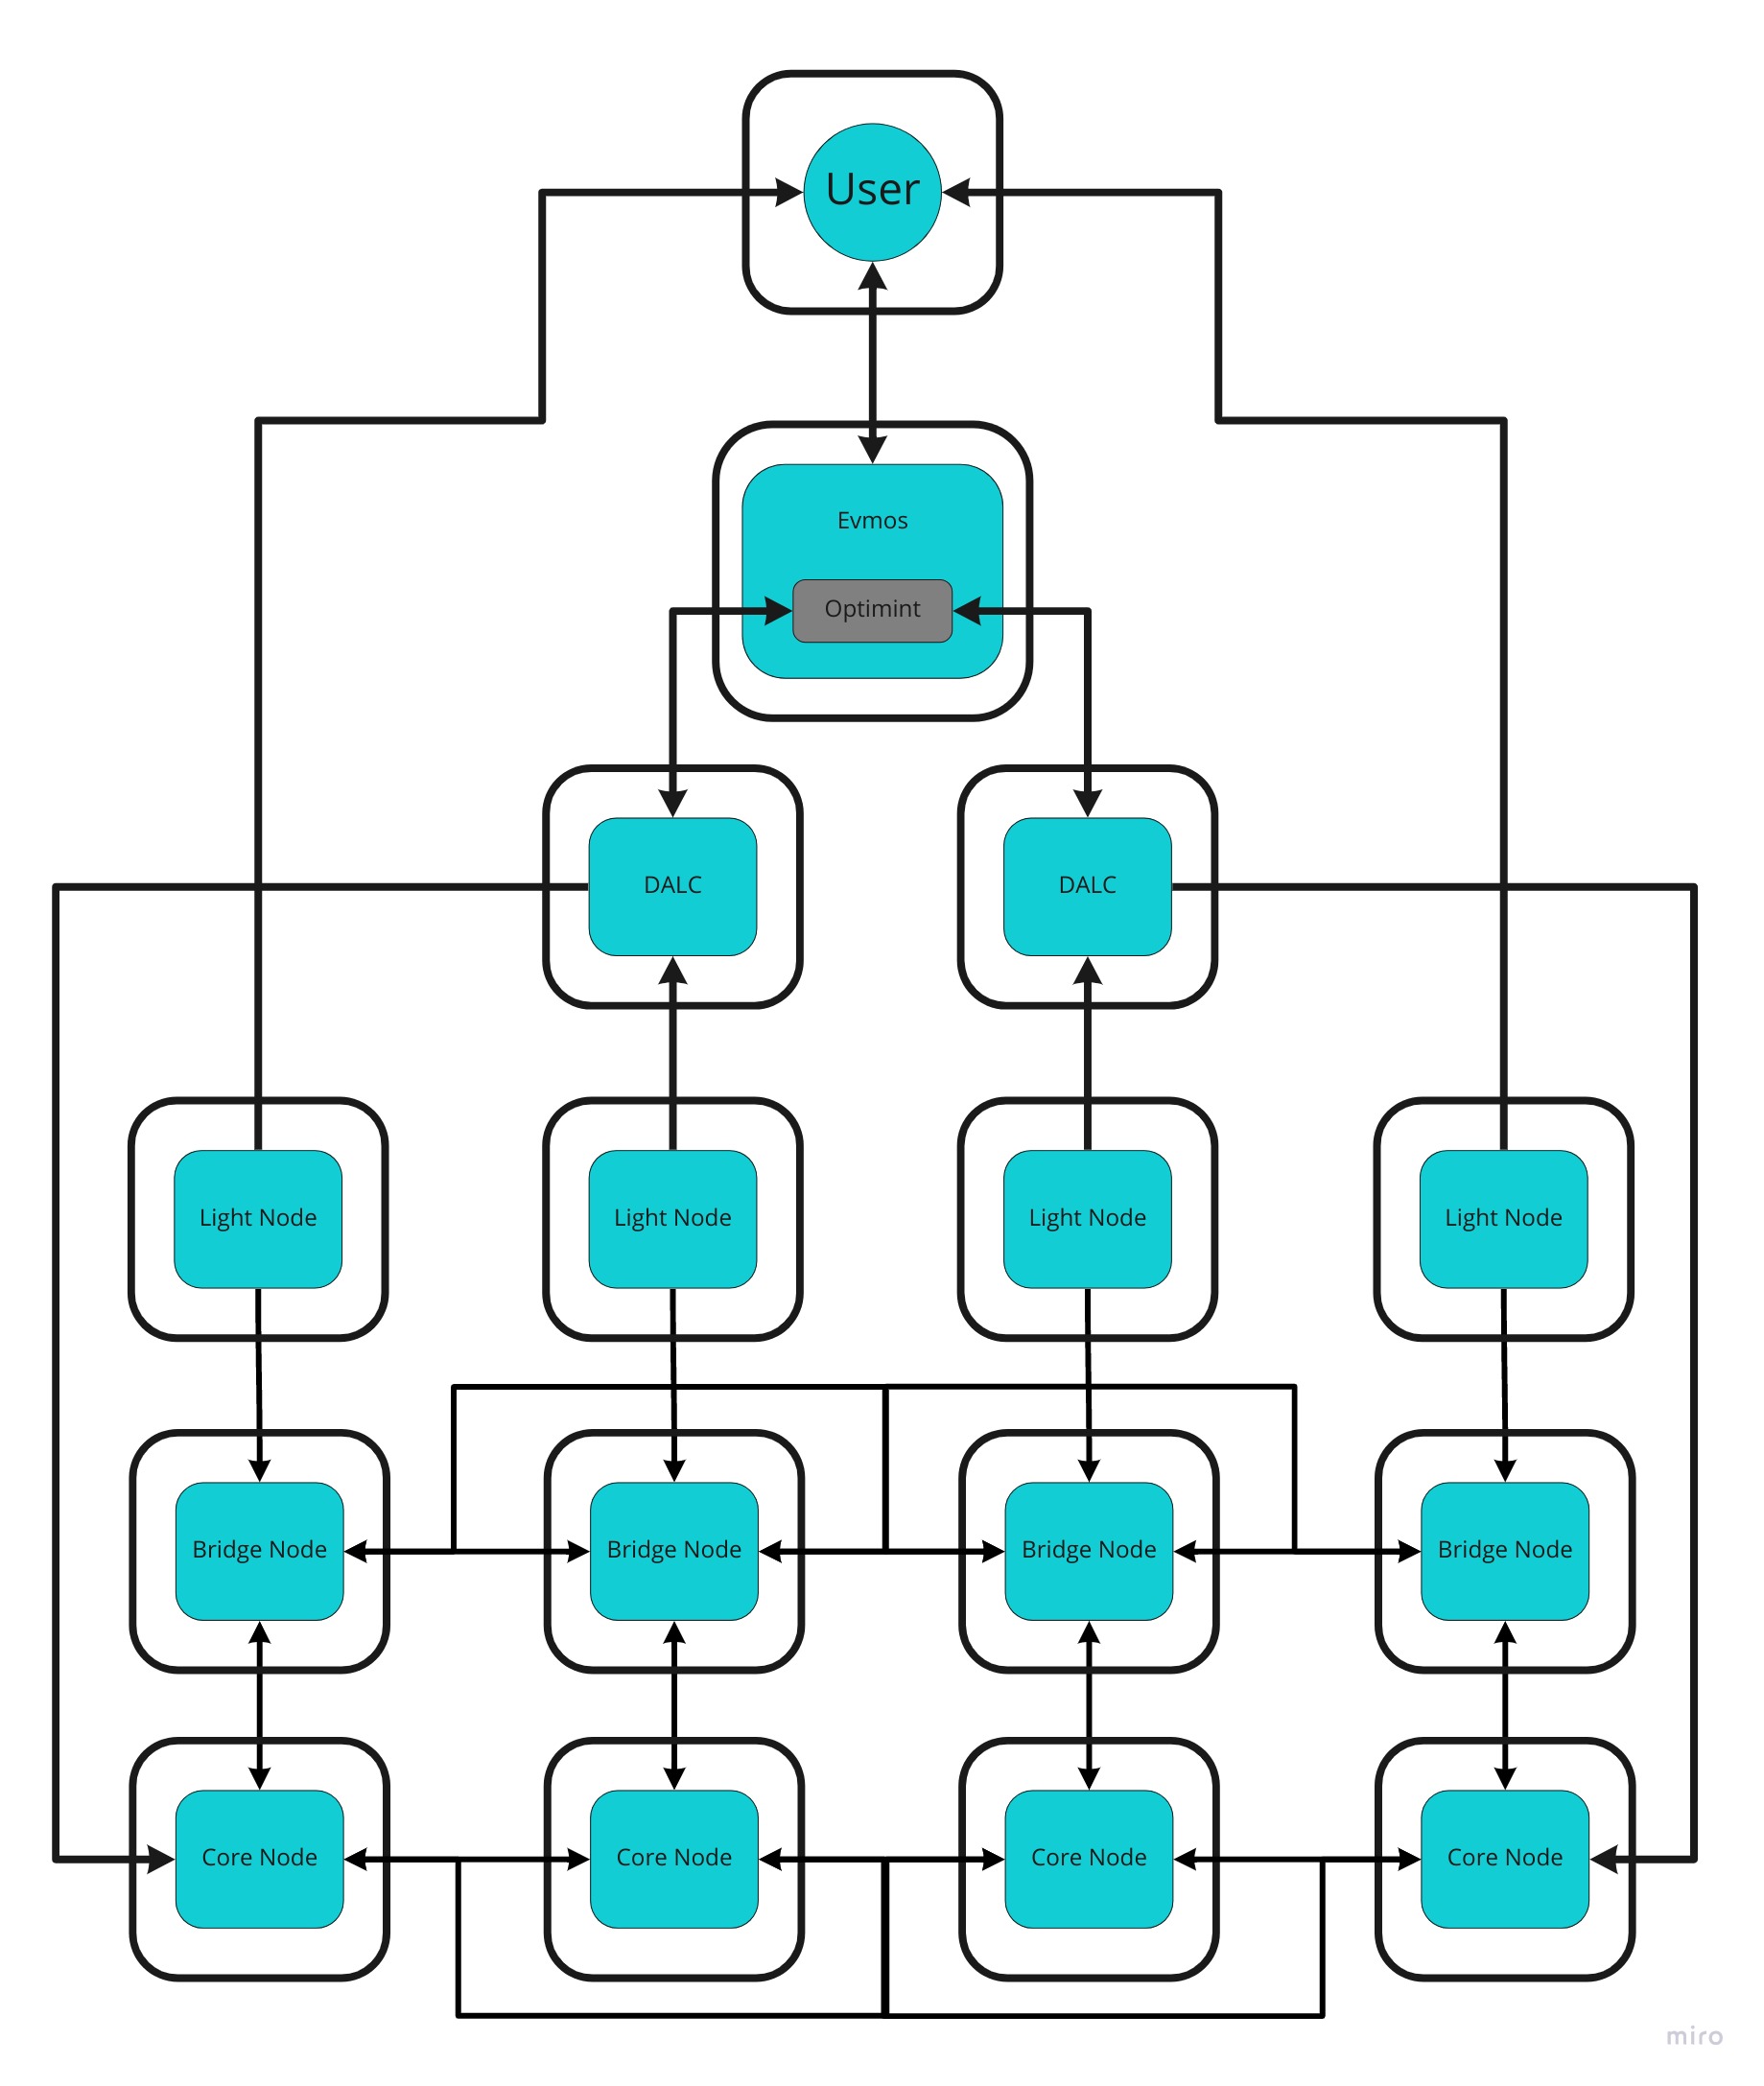 User
Evmos
Optimint
DALC
DALC
Light Node
Light Node
Light Node
Light Node
Bridge Node
Bridge Node
Bridge Node
Bridge Node
Core Node
Core Node
Core Node
Core Node
miro